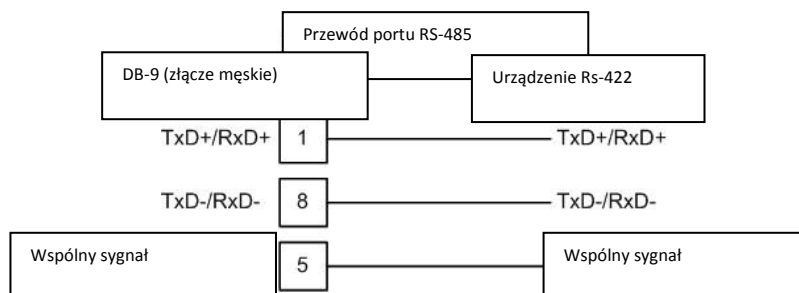 Przewód portu RS-485
DB-9 (złącze męskie)
Urządzenie Rs-422
TxD+/RxD+ 1 TxD+/RxD+
TxD-/RxD- 8 TxD-/RxD-
Wspólny sygnał 5 Wspólny sygnał